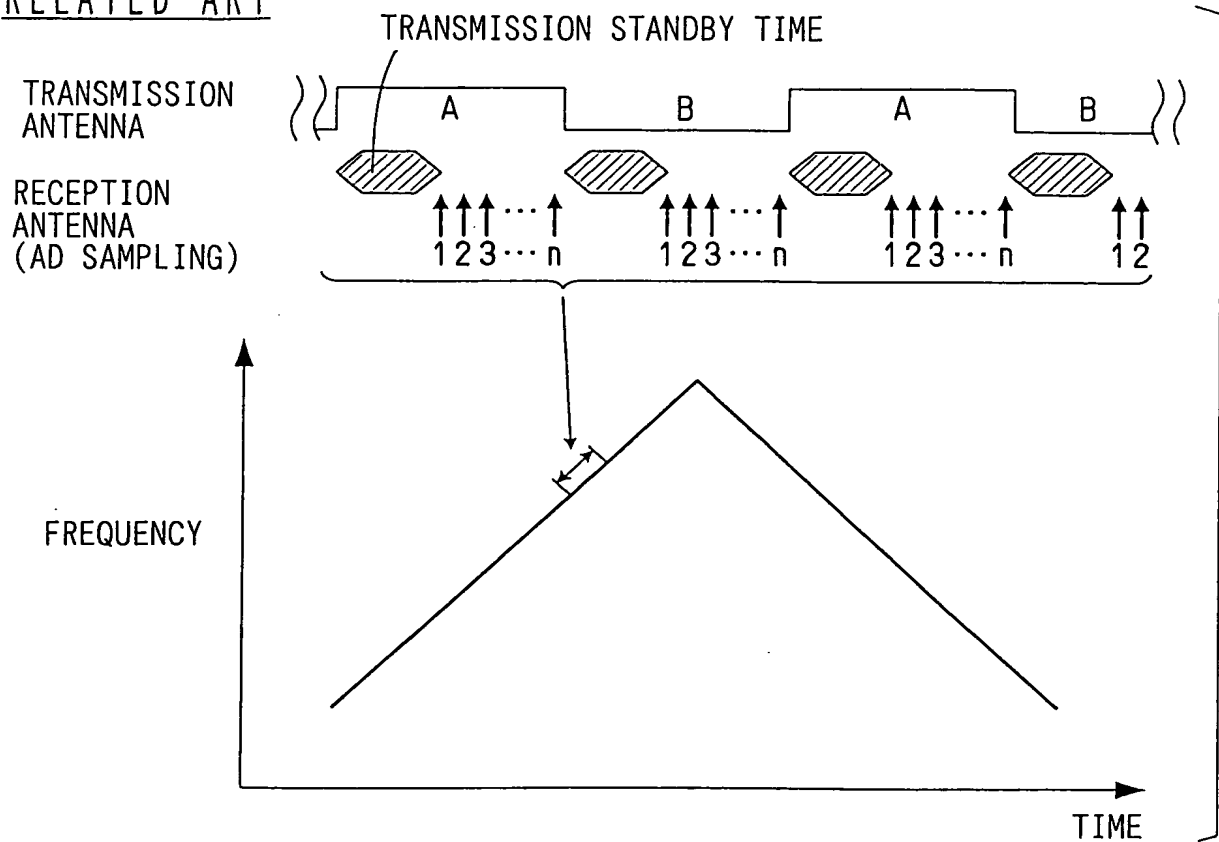 RELATED ART
TRANSMISSION STANDBY TIME
TRANSMISSION
ANTENNA
A B A B
RECEPTION
ANTENNA
(AD SAMPLING)
1 2 3 ··· n 1 2 3 ··· n 1 2 3 ··· n 1 2
FREQUENCY
TIME